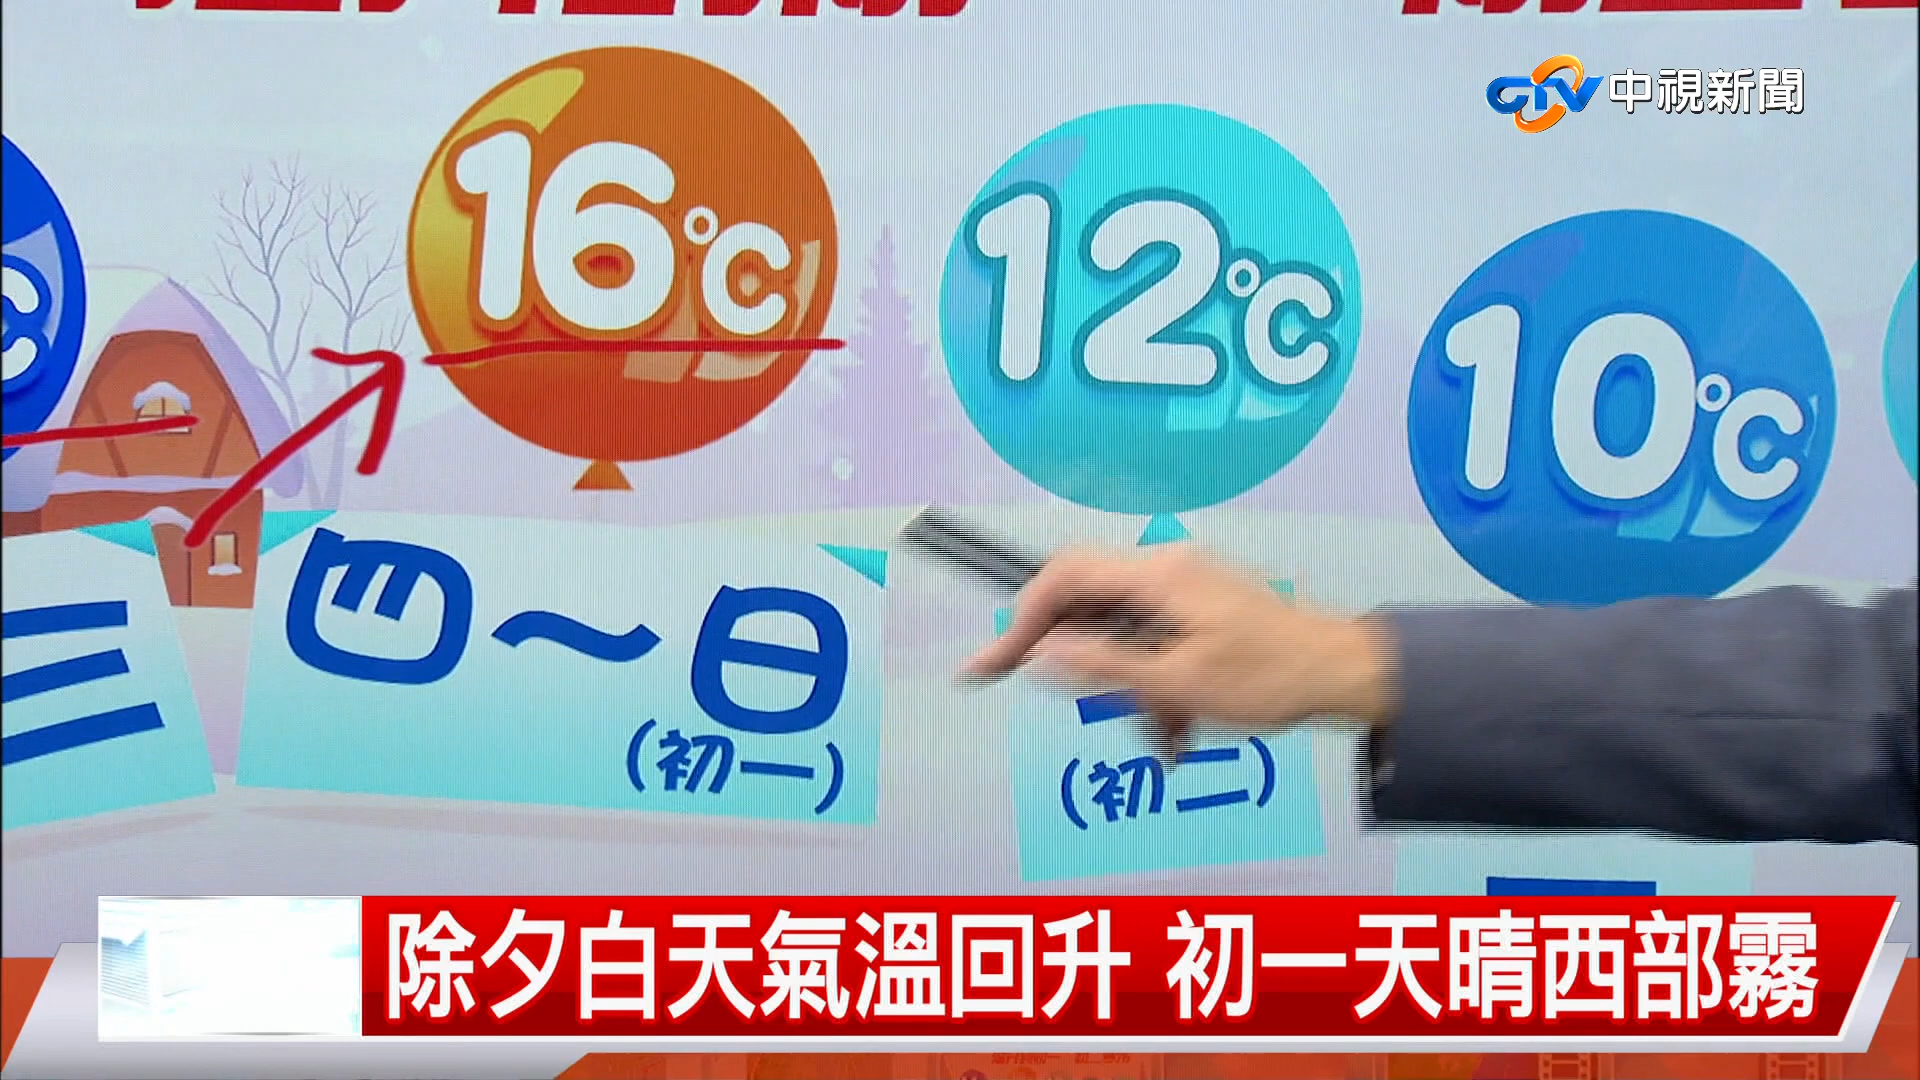 CTV 中視新聞
16°C
12°C
10°C
C
三
四～日
(初一)
(初二)
除夕白天氣溫回升 初一天晴西部霧